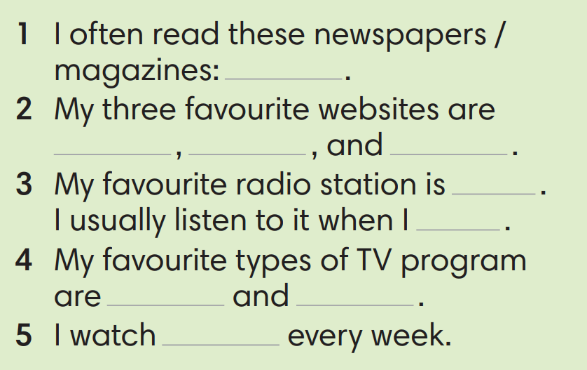 1 I often read these newspapers /
magazines: ________.
2 My three favourite websites are
________, ________, and ________.
3 My favourite radio station is ______.
I usually listen to it when I ______.
4 My favourite types of TV program
are ________ and ________.
5 I watch ________ every week.